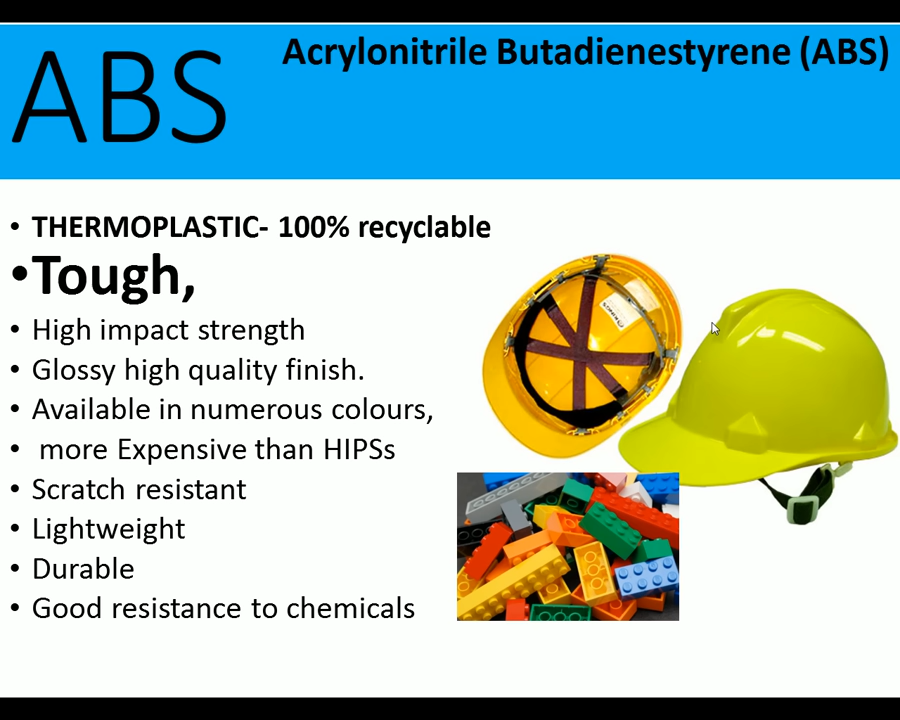 ABS
Acrylonitrile Butadienestyrene (ABS)
• THERMOPLASTIC- 100% recyclable
•Tough,
• High impact strength
• Glossy high quality finish.
• Available in numerous colours,
• more Expensive than HIPSs
• Scratch resistant
• Lightweight
• Durable
• Good resistance to chemicals